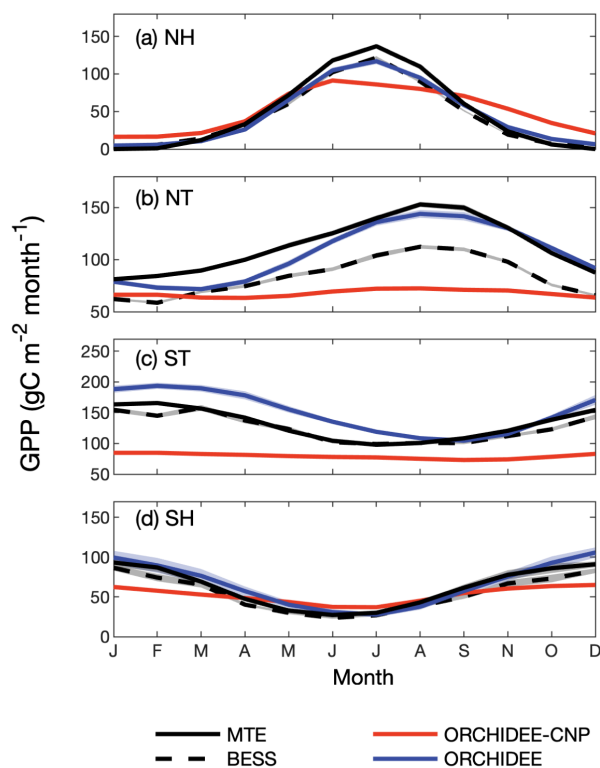 (a) NH
150
100
50
0
(b) NT
150
100
50
(c) ST
250
200
150
100
50
(d) SH
150
100
50
0
J F M A M J J A S N O D
Month
GPP (gC m⁻² month⁻¹)
MTE ORCHIDEE-CNP
BESS ORCHIDEE